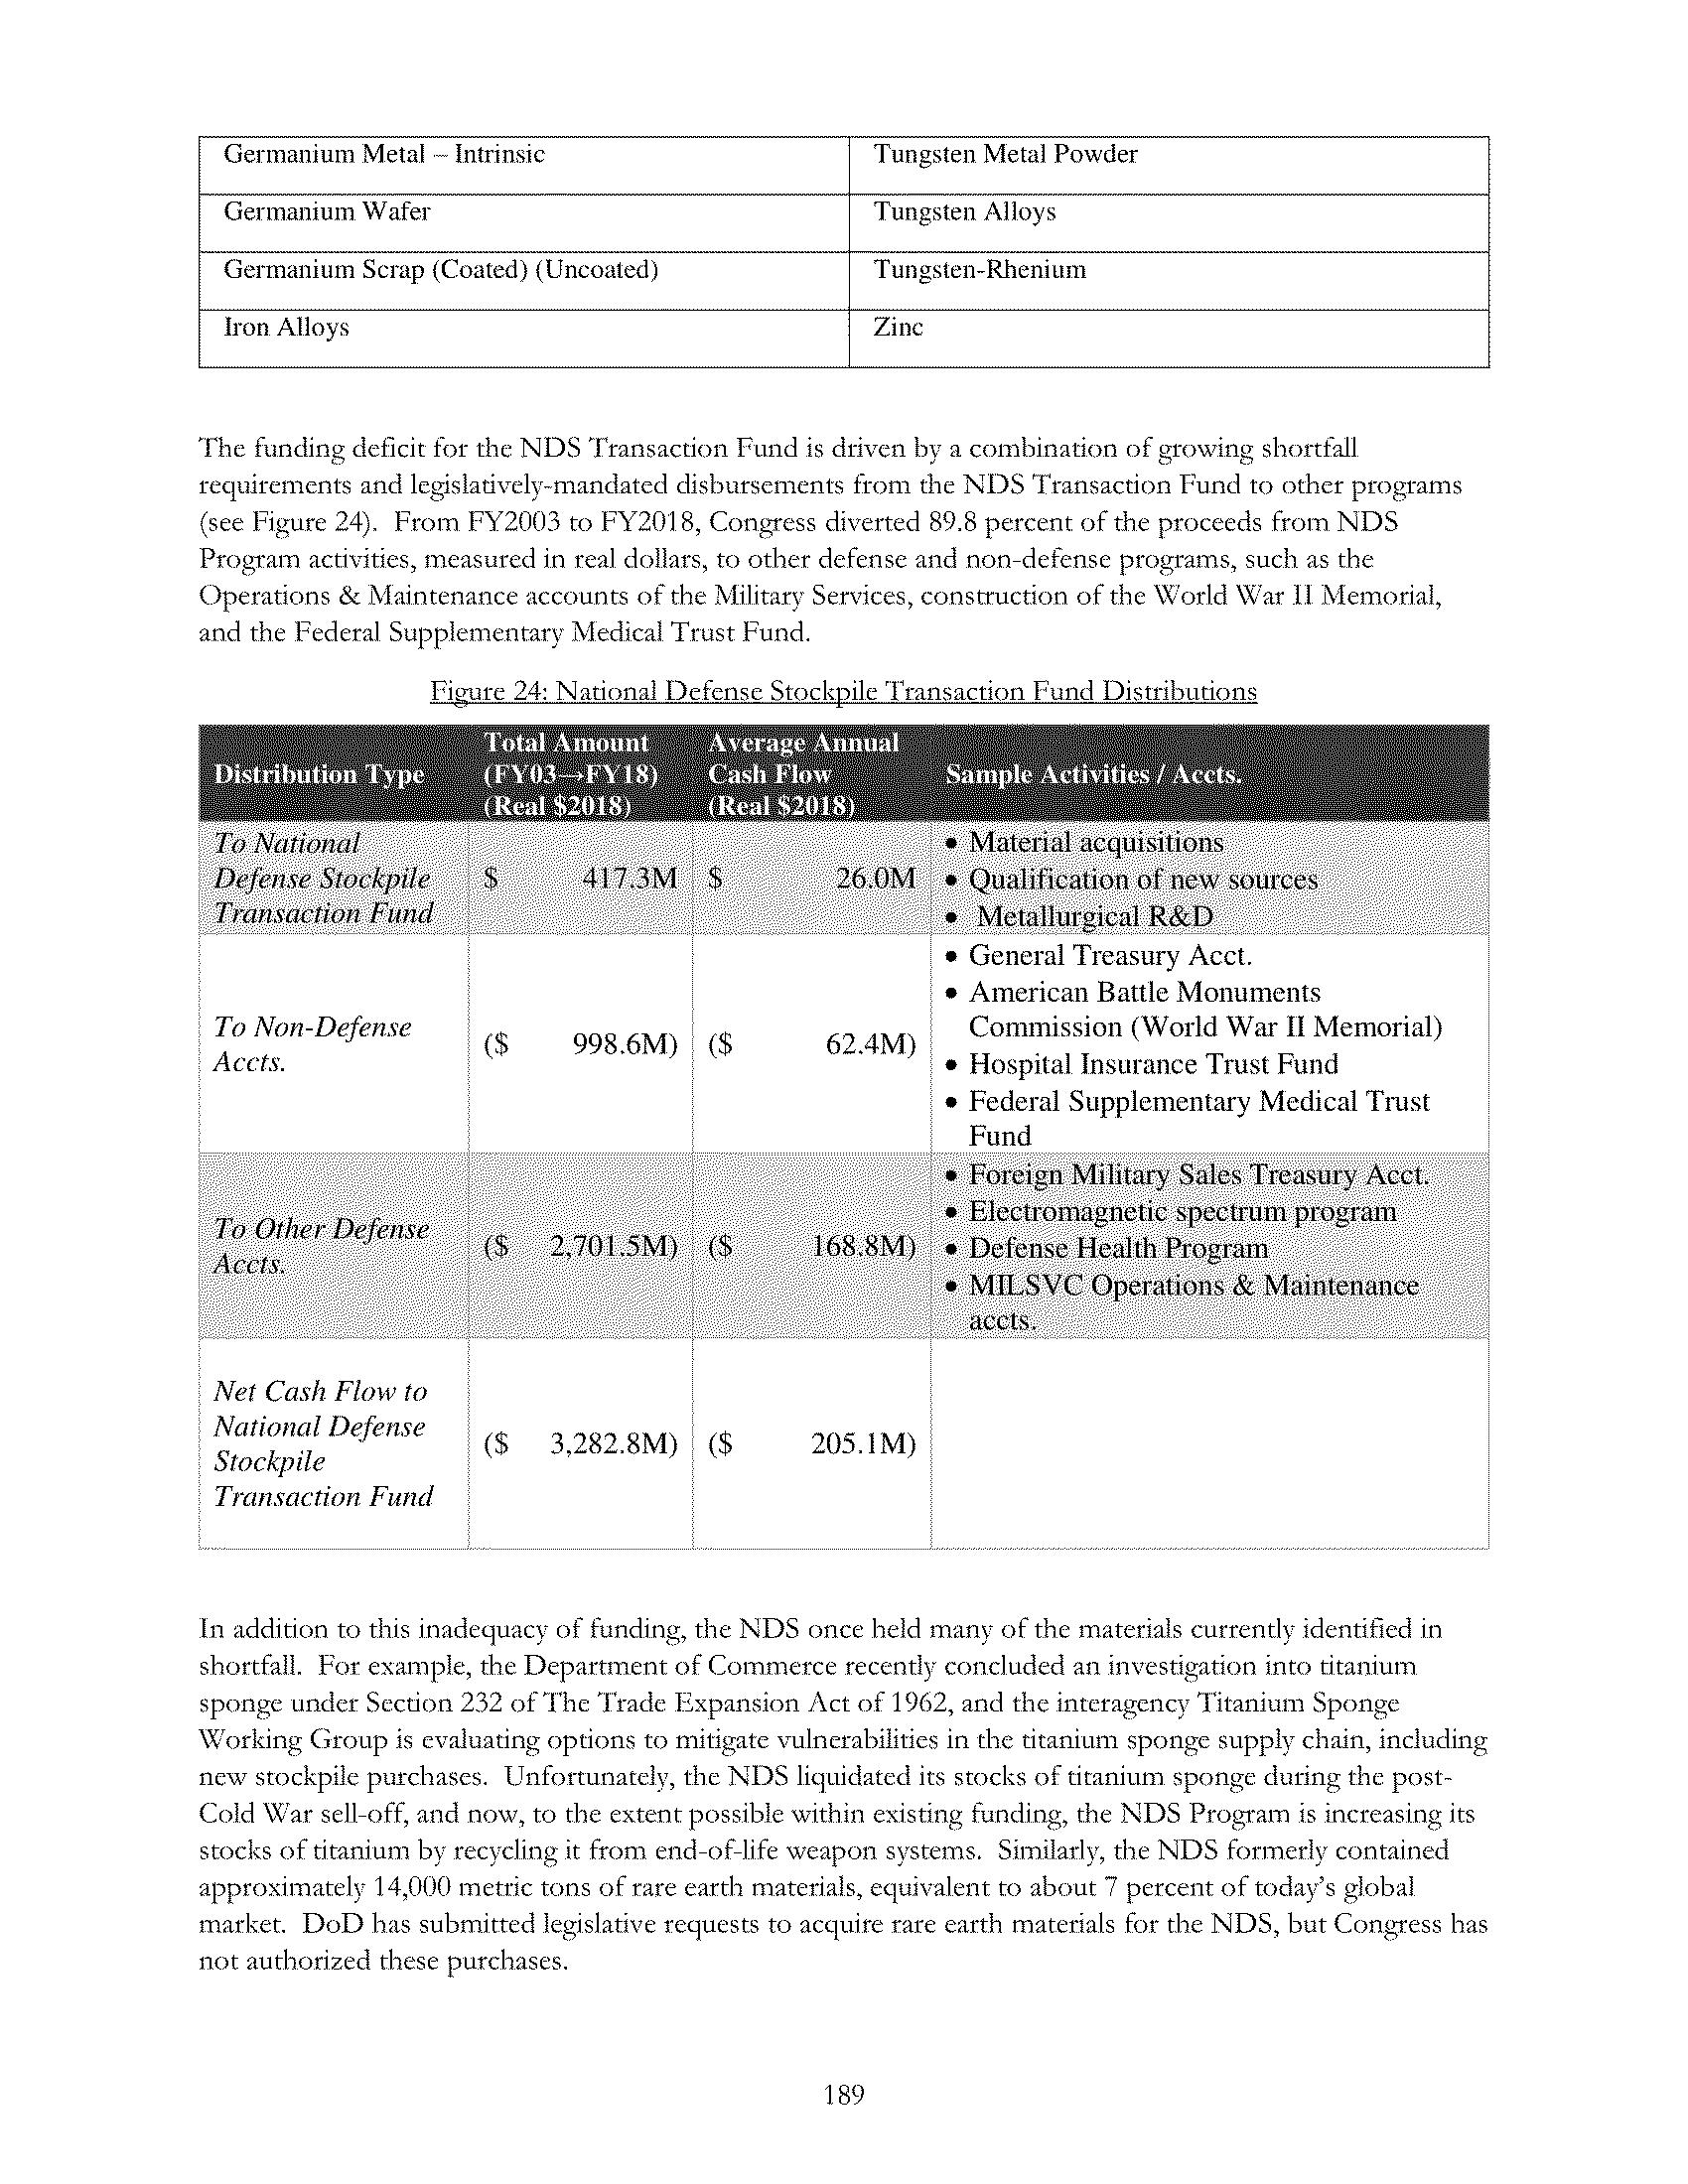 Germanium Metal – Intrinsic	Tungsten Metal Powder
Germanium Wafer	Tungsten Alloys
Germanium Scrap (Coated) (Uncoated)	Tungsten-Rhenium
Iron Alloys	Zinc
The funding deficit for the NDS Transaction Fund is driven by a combination of growing shortfall
requirements and legislatively-mandated disbursements from the NDS Transaction Fund to other programs
(see Figure 24).  From FY2003 to FY2018, Congress diverted 89.8 percent of the proceeds from NDS
Program activities, measured in real dollars, to other defense and non-defense programs, such as the
Operations & Maintenance accounts of the Military Services, construction of the World War II Memorial,
and the Federal Supplementary Medical Trust Fund.
Figure 24: National Defense Stockpile Transaction Fund Distributions
Distribution Type
Total Amount
(FY03→FY18)
(Real $2018)
Average Annual
Cash Flow
(Real $2018)
Sample Activities / Accts.
To National
Defense Stockpile
Transaction Fund
$ 417.3M
$ 26.0M
• Material acquisitions
• Qualification of new sources
• Metallurgical R&D
To Non-Defense
Accts.
($ 998.6M)
($ 62.4M)
• General Treasury Acct.
• American Battle Monuments
Commission (World War II Memorial)
• Hospital Insurance Trust Fund
• Federal Supplementary Medical Trust
Fund
To Other Defense
Accts.
($ 2,701.5M)
($ 168.8M)
• Foreign Military Sales Treasury Acct.
• Electromagnetic spectrum program
• Defense Health Program
• MILSVC Operations & Maintenance
accts.
Net Cash Flow to
National Defense
Stockpile
Transaction Fund
($ 3,282.8M)
($ 205.1M)
In addition to this inadequacy of funding, the NDS once held many of the materials currently identified in
shortfall.  For example, the Department of Commerce recently concluded an investigation into titanium
sponge under Section 232 of The Trade Expansion Act of 1962, and the interagency Titanium Sponge
Working Group is evaluating options to mitigate vulnerabilities in the titanium sponge supply chain, including
new stockpile purchases.  Unfortunately, the NDS liquidated its stocks of titanium sponge during the post-
Cold War sell-off, and now, to the extent possible within existing funding, the NDS Program is increasing its
stocks of titanium by recycling it from end-of-life weapon systems.  Similarly, the NDS formerly contained
approximately 14,000 metric tons of rare earth materials, equivalent to about 7 percent of today's global
market.  DoD has submitted legislative requests to acquire rare earth materials for the NDS, but Congress has
not authorized these purchases.
189